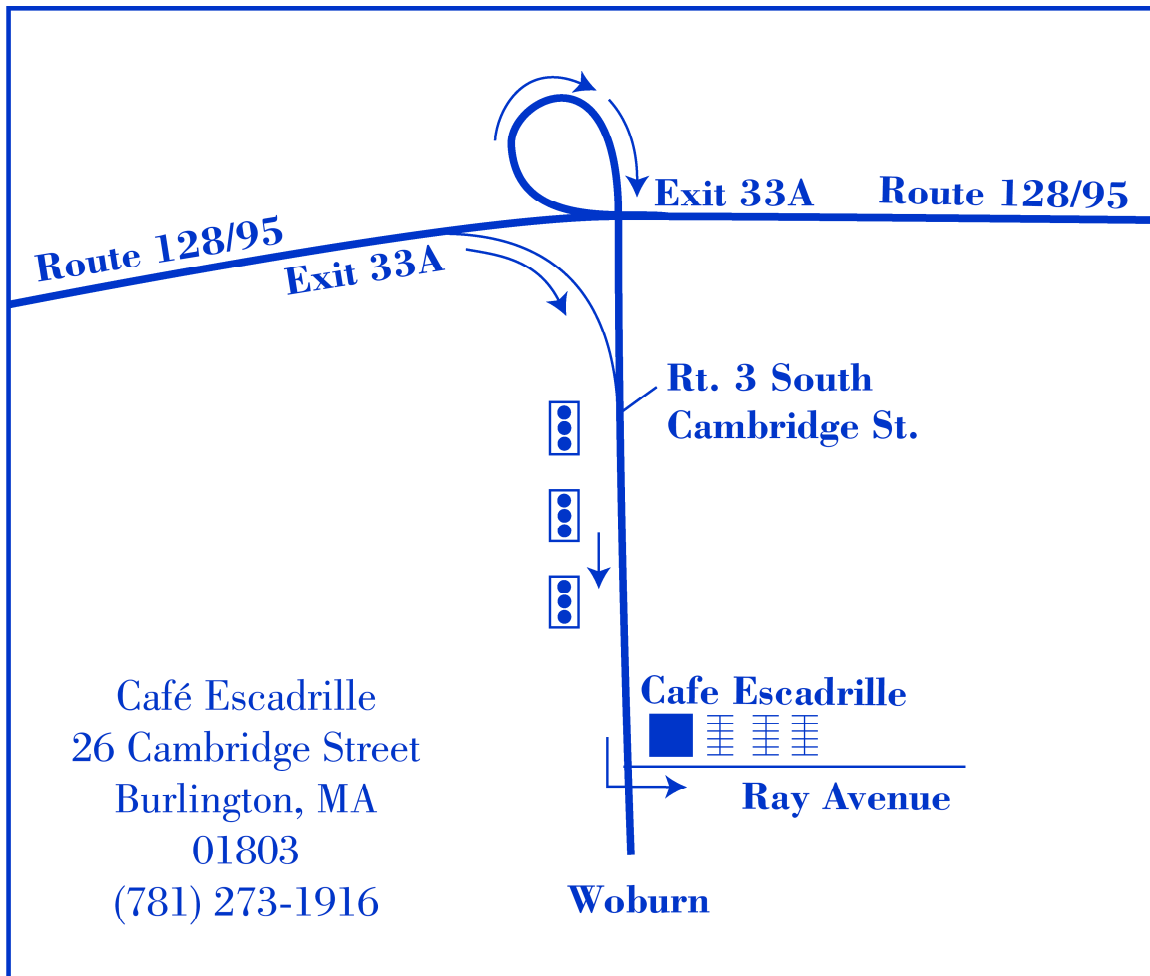 Exit 33A
Route 128/95
Route 128/95
Exit 33A
Rt. 3 South
Cambridge St.
Cafe Escadrille
Ray Avenue
Woburn
Café Escadrille
26 Cambridge Street
Burlington, MA
01803
(781) 273-1916